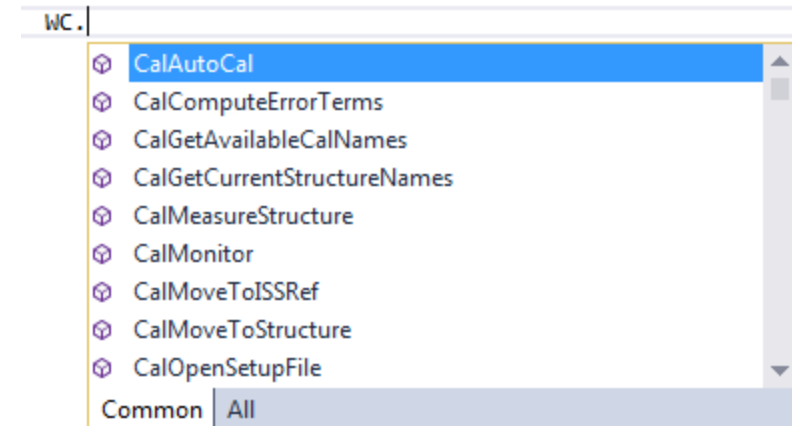 WC.
CalAutoCal
CalComputeErrorTerms
CalGetAvailableCalNames
CalGetCurrentStructureNames
CalMeasureStructure
CalMonitor
CalMoveToISSRef
CalMoveToStructure
CalOpenSetupFile
Common All